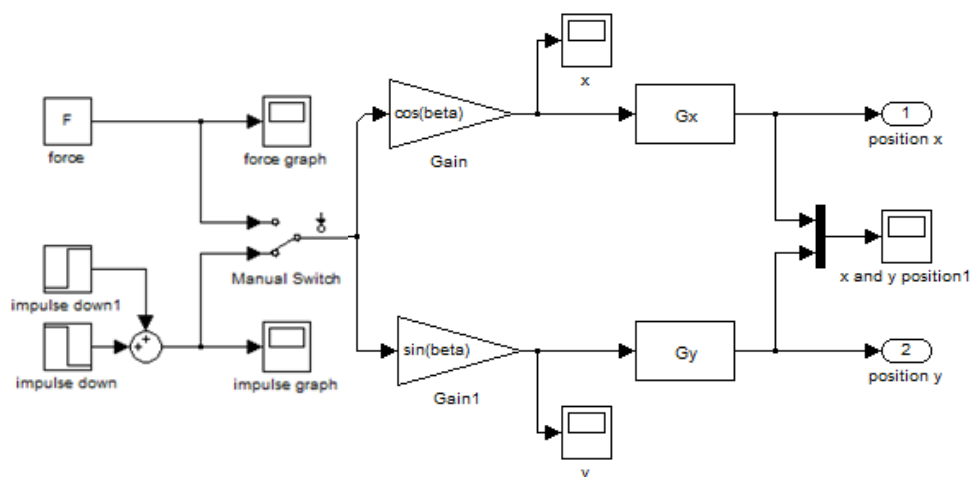 x
F
force
force graph
cos(beta)
Gain
Gx
1
position x
Manual Switch
impulse down1
x and y position1
impulse down
impulse graph
sin(beta)
Gain1
Gy
2
position y
y